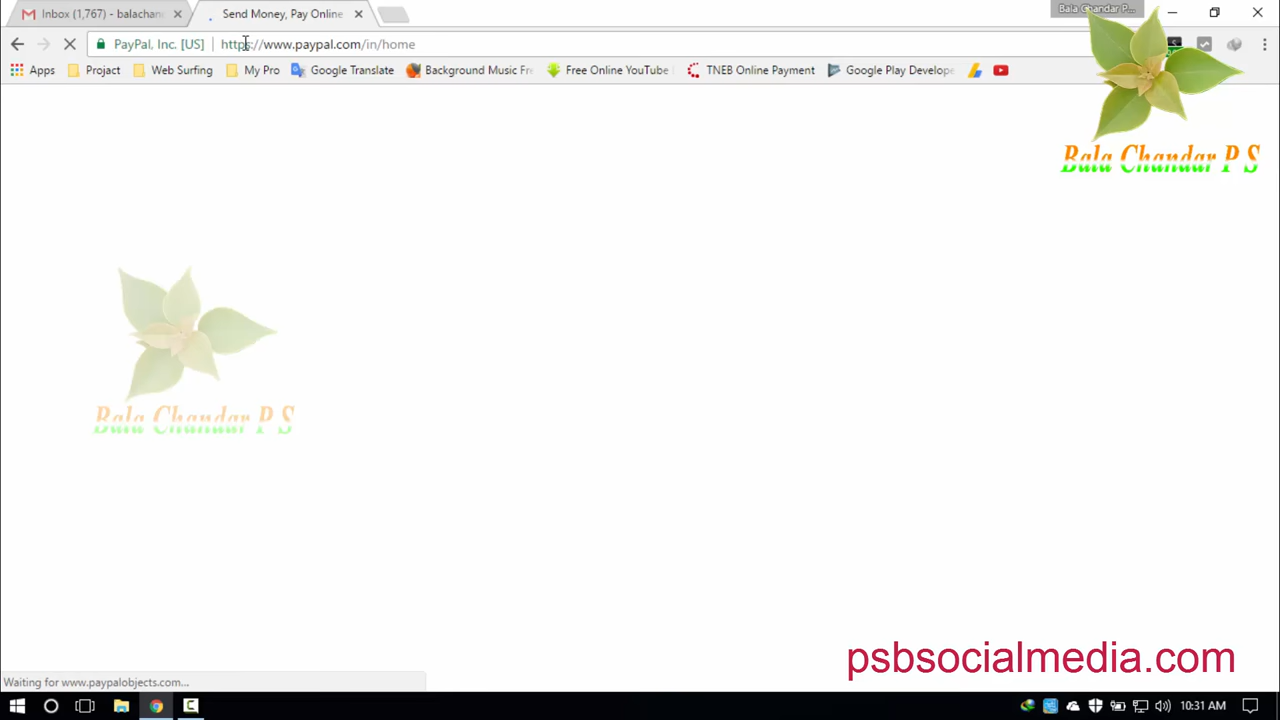 Inbox (1,767) - balachan
Send Money, Pay Online
Bala Chandar P...
PayPal, Inc. [US]
https://www.paypal.com/in/home
Apps
Project
Web Surfing
My Pro
Google Translate
Background Music Fr
Free Online YouTube
TNEB Online Payment
Google Play Develope
Bala Chandar P S
Bala Chandar P S
psbsocialmedia.com
Waiting for www.paypalobjects.com...
10:31 AM